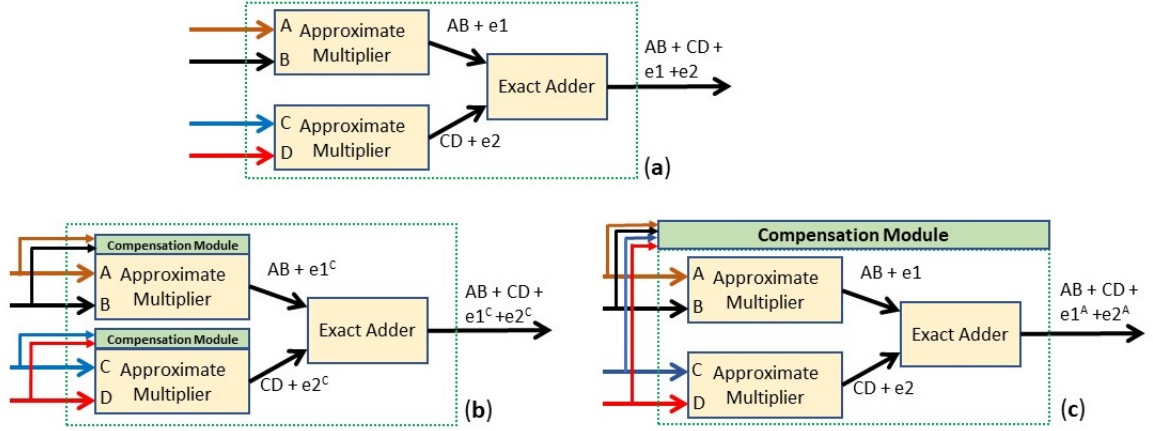 A
Approximate
Multiplier
B
AB + e1
C
Approximate
Multiplier
D
CD + e2
Exact Adder
AB + CD +
e1 +e2
(a)
Compensation Module
A
Approximate
Multiplier
B
AB + e1ᶜ
Compensation Module
C
Approximate
Multiplier
D
CD + e2ᶜ
Exact Adder
AB + CD +
e1ᶜ +e2ᶜ
(b)
Compensation Module
A
Approximate
Multiplier
B
AB + e1
C
Approximate
Multiplier
D
CD + e2
Exact Adder
AB + CD +
e1ᴬ +e2ᴬ
(c)